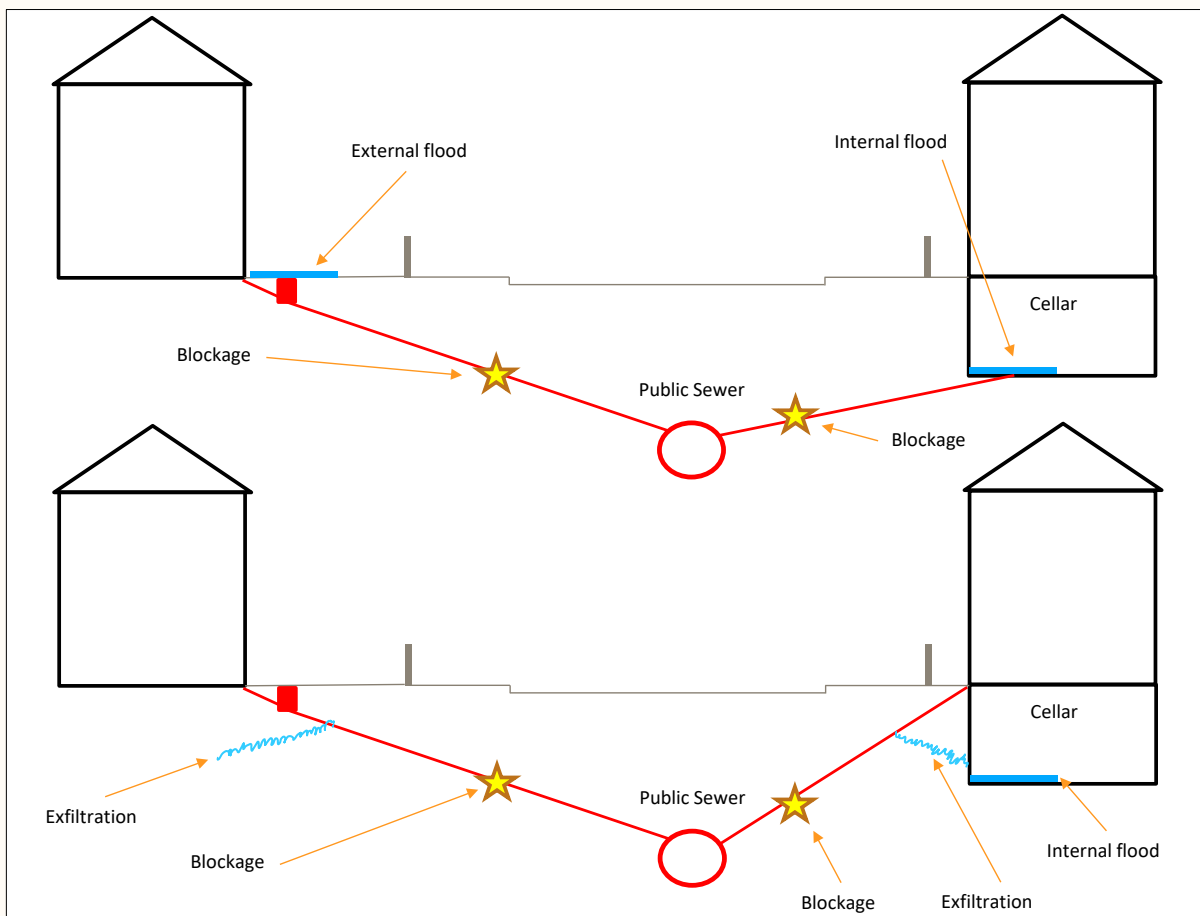 External flood
Internal flood
Cellar
Blockage
Public Sewer
Blockage
Cellar
Public Sewer
Exfiltration
Blockage
Internal flood
Blockage
Exfiltration